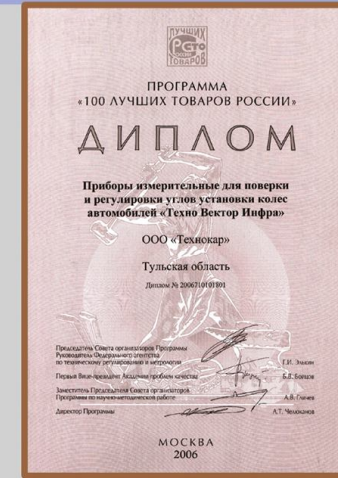 ЛУЧШИХ
ТОВАРОВ
ПРОГРАММА
«100 ЛУЧШИХ ТОВАРОВ РОССИИ»
ДИПЛОМ
Приборы измерительные для поверки
и регулировки углов установки колес
автомобилей «Техно Вектор Инфра»
ООО «Технокар»
Тульская область
Диплом № 2006710101801
Председатель Совета организаторов Программы
Руководитель Федерального агентства
по техническому регулированию и метрологии Г.И. Элькин
Первый Вице-президент Академии проблем качества Б.В. Бойцов
Заместитель Председателя Совета организаторов
Программы по научно-методической работе А.В. Гличев
Директор Программы А.Т. Челюканов
МОСКВА
2006